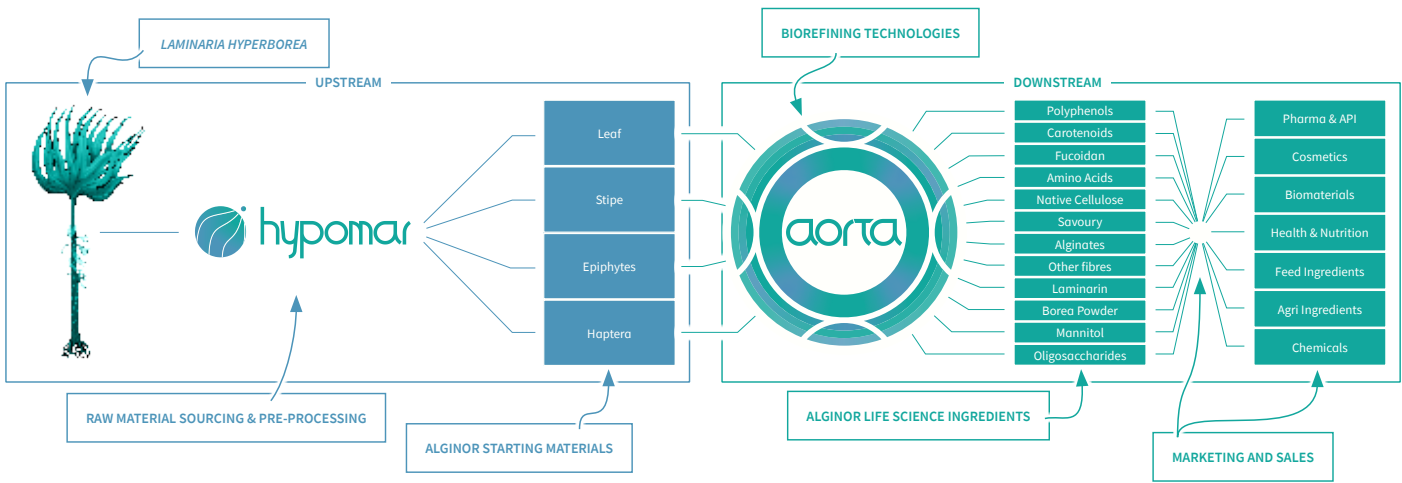 LAMINARIA HYPERBOREA
UPSTREAM
hypomar
Leaf
Stipe
Epiphytes
Haptera
RAW MATERIAL SOURCING & PRE-PROCESSING
ALGINOR STARTING MATERIALS
BIOREFINING TECHNOLOGIES
DOWNSTREAM
aorta
Polyphenols
Carotenoids
Fucoidan
Amino Acids
Native Cellulose
Savoury
Alginates
Other fibres
Laminarin
Borea Powder
Mannitol
Oligosaccharides
Pharma & API
Cosmetics
Biomaterials
Health & Nutrition
Feed Ingredients
Agri Ingredients
Chemicals
ALGINOR LIFE SCIENCE INGREDIENTS
MARKETING AND SALES